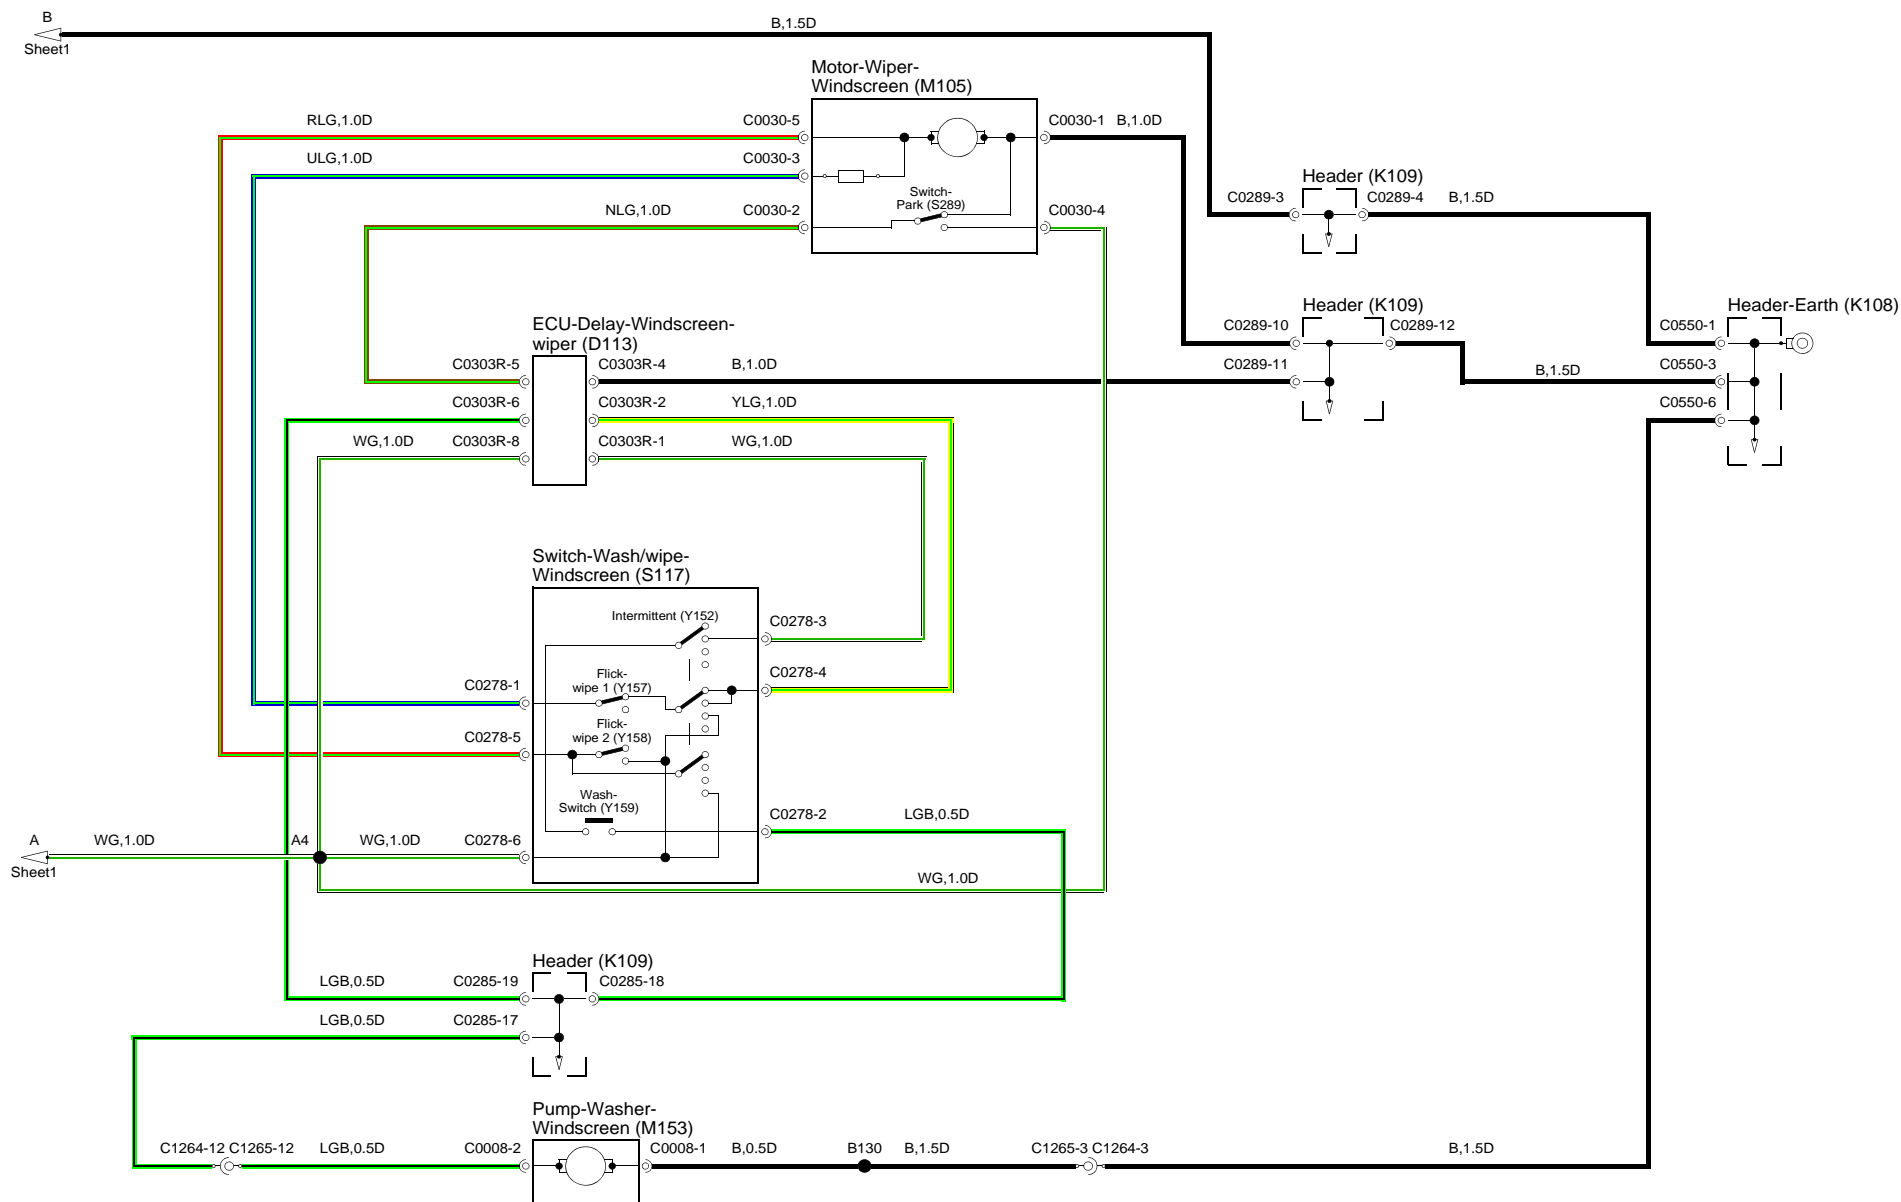 B
Sheet1
B,1.5D
Motor-Wiper-
Windscreen (M105)
RLG,1.0D
C0030-5
C0030-1
B,1.0D
ULG,1.0D
C0030-3
NLG,1.0D
C0030-2
Switch-
Park (S289)
C0030-4
Header (K109)
C0289-3
C0289-4
B,1.5D
Header (K109)
C0289-10
C0289-12
C0289-11
B,1.5D
Header-Earth (K108)
C0550-1
C0550-3
C0550-6
ECU-Delay-Windscreen-
wiper (D113)
C0303R-5
C0303R-4
B,1.0D
C0303R-6
C0303R-2
YLG,1.0D
WG,1.0D
C0303R-8
C0303R-1
WG,1.0D
Switch-Wash/wipe-
Windscreen (S117)
Intermittent (Y152)
C0278-3
C0278-4
C0278-1
Flick-
wipe 1 (Y157)
C0278-5
Flick-
wipe 2 (Y158)
Wash-
Switch (Y159)
C0278-2
LGB,0.5D
A
Sheet1
WG,1.0D
A4
WG,1.0D
C0278-6
WG,1.0D
Header (K109)
LGB,0.5D
C0285-19
C0285-18
LGB,0.5D
C0285-17
Pump-Washer-
Windscreen (M153)
C1264-12 C1265-12
LGB,0.5D
C0008-2
C0008-1
B,0.5D
B130
B,1.5D
C1265-3 C1264-3
B,1.5D